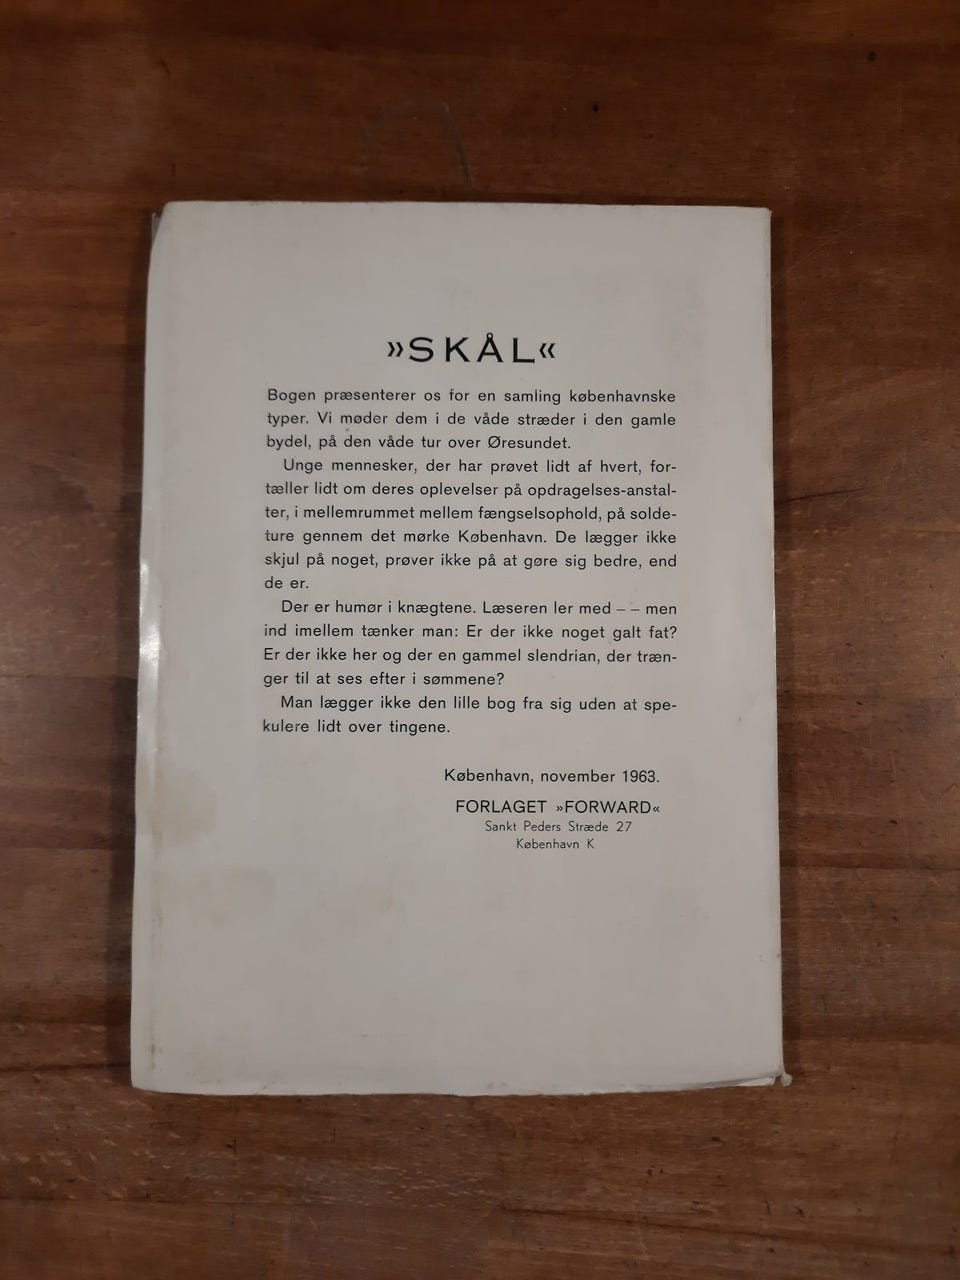 »SKÅL«
Bogen præsenterer os for en samling københavnske
typer. Vi møder dem i de våde stræder i den gamle
bydel, på den våde tur over Øresundet.
Unge mennesker, der har prøvet lidt af hvert, for-
tæller lidt om deres oplevelser på opdragelses-anstal-
ter, i mellemrummet mellem fængselsophold, på solde-
ture gennem det mørke København. De lægger ikke
skjul på noget, prøver ikke på at gøre sig bedre, end
de er.
Der er humør i knægtene. Læseren ler med – – men
ind imellem tænker man: Er der ikke noget galt fat?
Er der ikke her og der en gammel slendrian, der træn-
ger til at ses efter i sømmene?
Man lægger ikke den lille bog fra sig uden at spe-
kulere lidt over tingene.
København, november 1963.
FORLAGET »FORWARD«
Sankt Peders Stræde 27
København K